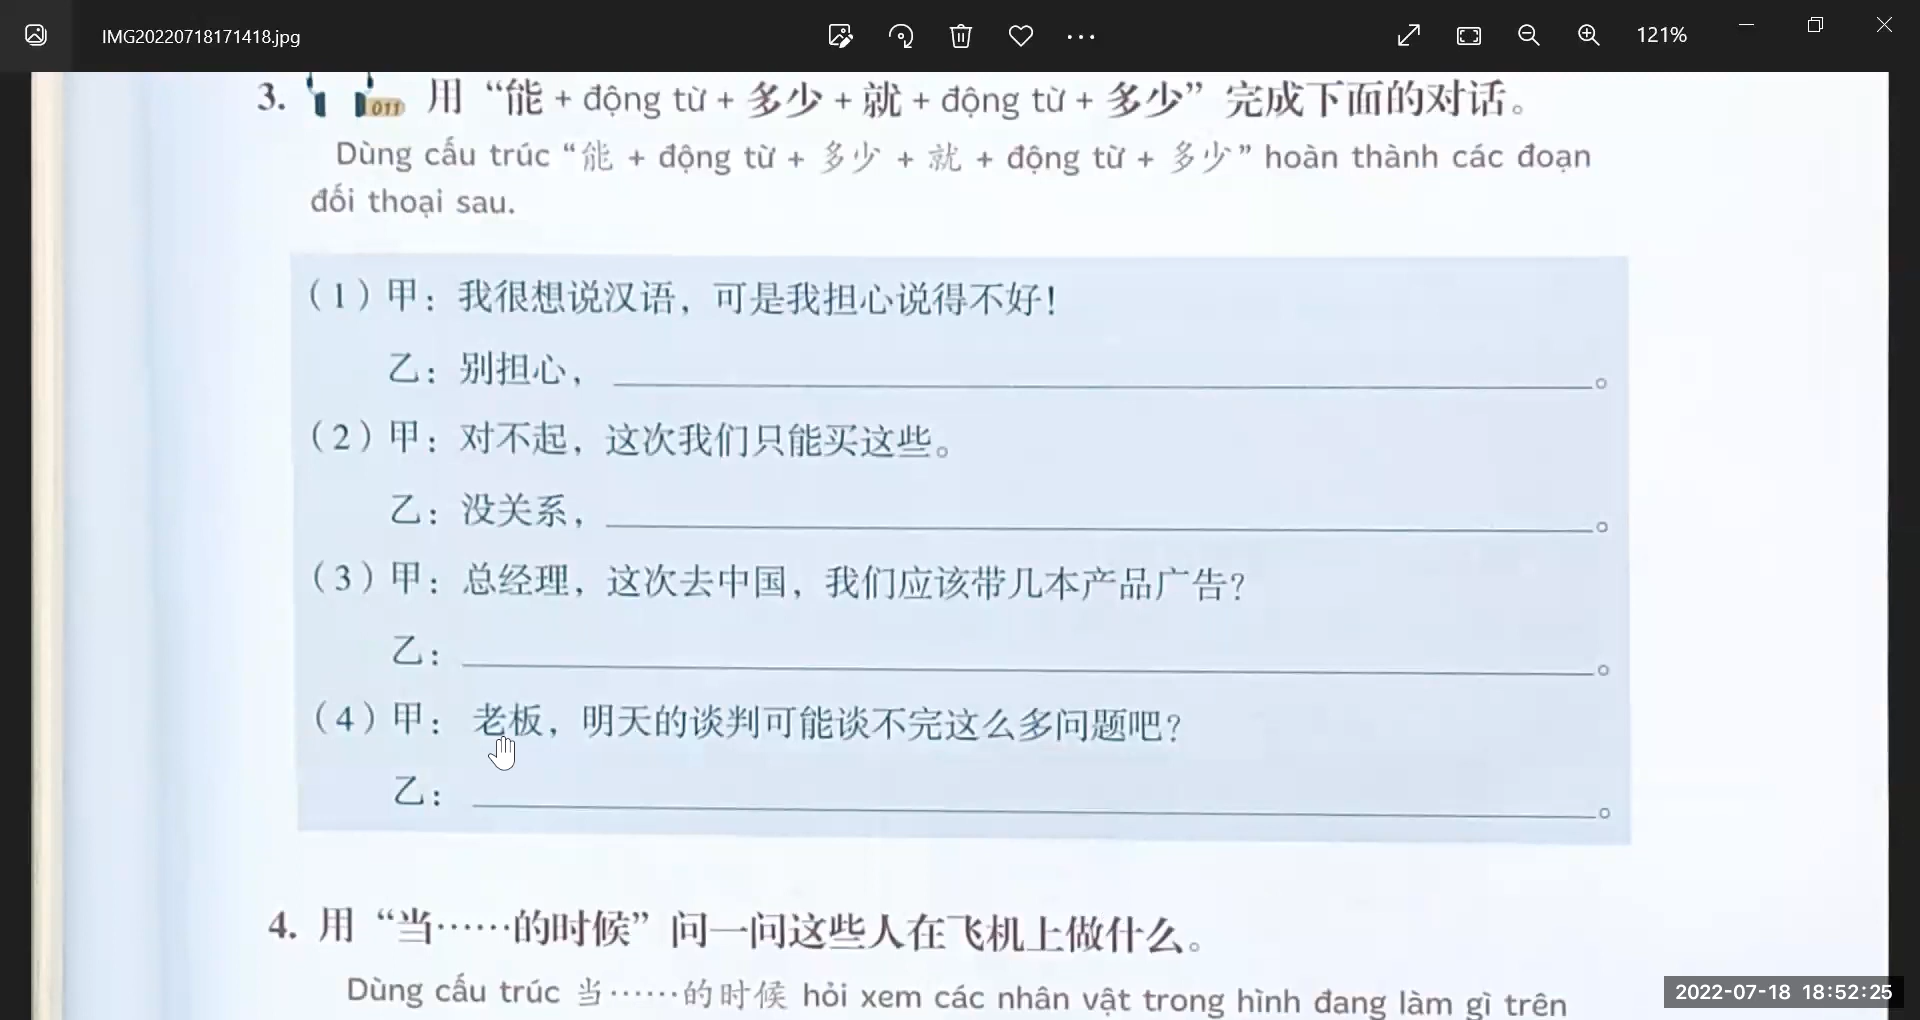 IMG20220718171418.jpg
121%
3. 011 用 “能 + động từ + 多少 + 就 + động từ + 多少” 完成下面的对话。
Dùng cấu trúc “能 + động từ + 多少 + 就 + động từ + 多少” hoàn thành các đoạn
đối thoại sau.
(1) 甲：我很想说汉语，可是我担心说得不好！
乙：别担心，。
(2) 甲：对不起，这次我们只能买这些。
乙：没关系，。
(3) 甲：总经理，这次去中国，我们应该带几本产品广告？
乙：。
(4) 甲：老板，明天的谈判可能谈不完这么多问题吧？
乙：。
4. 用 “当……的时候” 问一问这些人在飞机上做什么。
Dùng cấu trúc 当……的时候 hỏi xem các nhân vật trong hình đang làm gì trên
2022-07-18 18:52:25